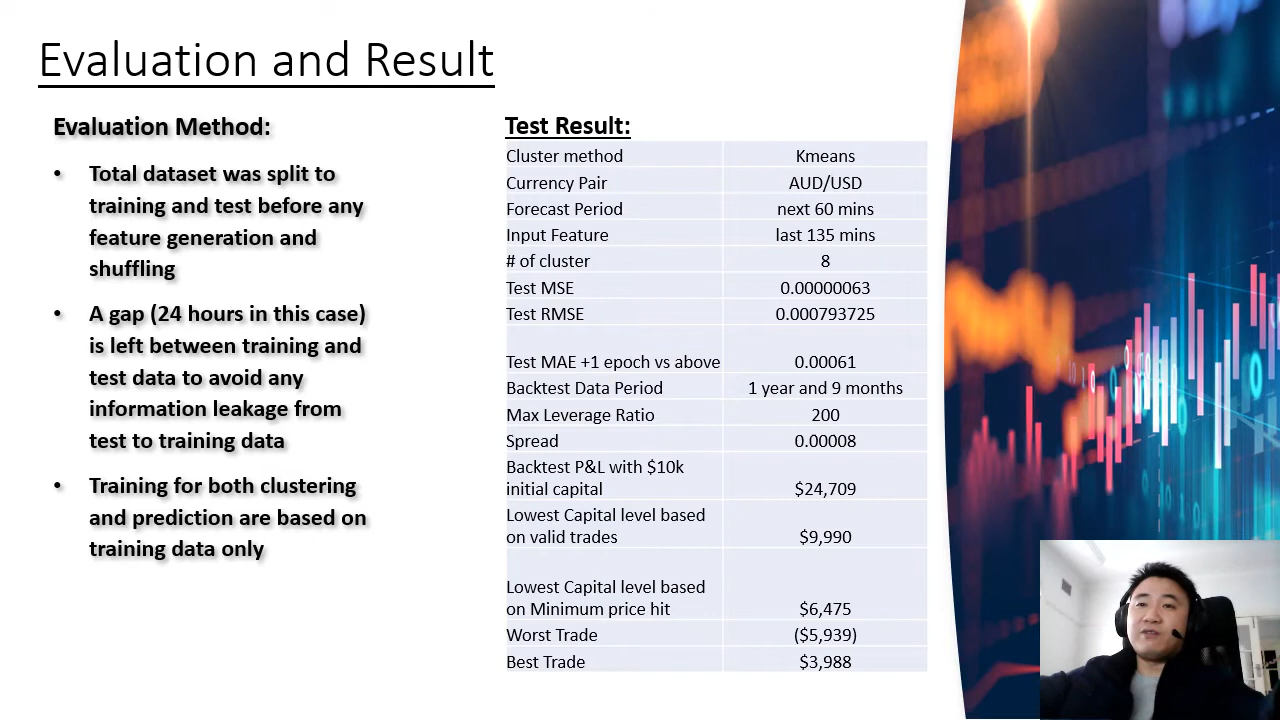 Evaluation and Result
Evaluation Method:
• Total dataset was split to
training and test before any
feature generation and
shuffling
• A gap (24 hours in this case)
is left between training and
test data to avoid any
information leakage from
test to training data
• Training for both clustering
and prediction are based on
training data only
Test Result:
Cluster method Kmeans
Currency Pair AUD/USD
Forecast Period next 60 mins
Input Feature last 135 mins
# of cluster 8
Test MSE 0.00000063
Test RMSE 0.000793725
Test MAE +1 epoch vs above 0.00061
Backtest Data Period 1 year and 9 months
Max Leverage Ratio 200
Spread 0.00008
Backtest P&L with $10k
initial capital $24,709
Lowest Capital level based
on valid trades $9,990
Lowest Capital level based
on Minimum price hit $6,475
Worst Trade ($5,939)
Best Trade $3,988